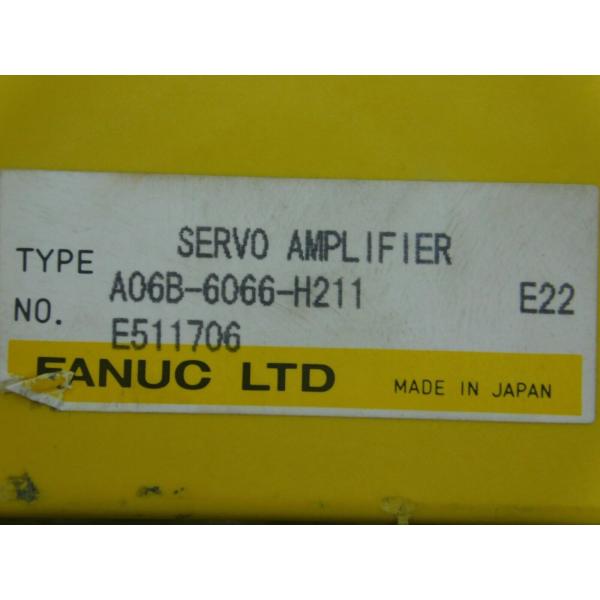 SERVO AMPLIFIER
TYPE A06B-6066-H211 E22
NO. E511706
FANUC LTD MADE IN JAPAN